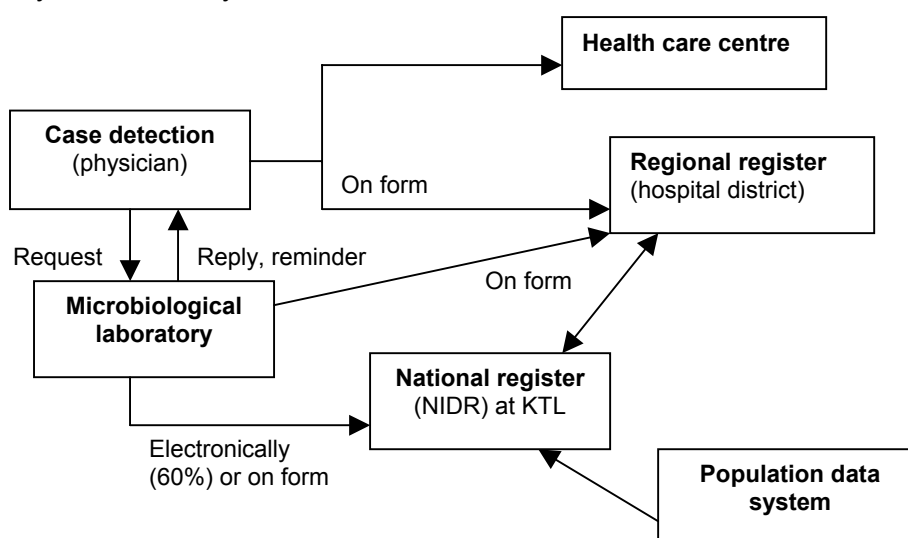 Health care centre
Case detection
(physician)
Regional register
(hospital district)
On form
Request
Reply, reminder
On form
Microbiological
laboratory
National register
(NIDR) at KTL
Electronically
(60%) or on form
Population data
system